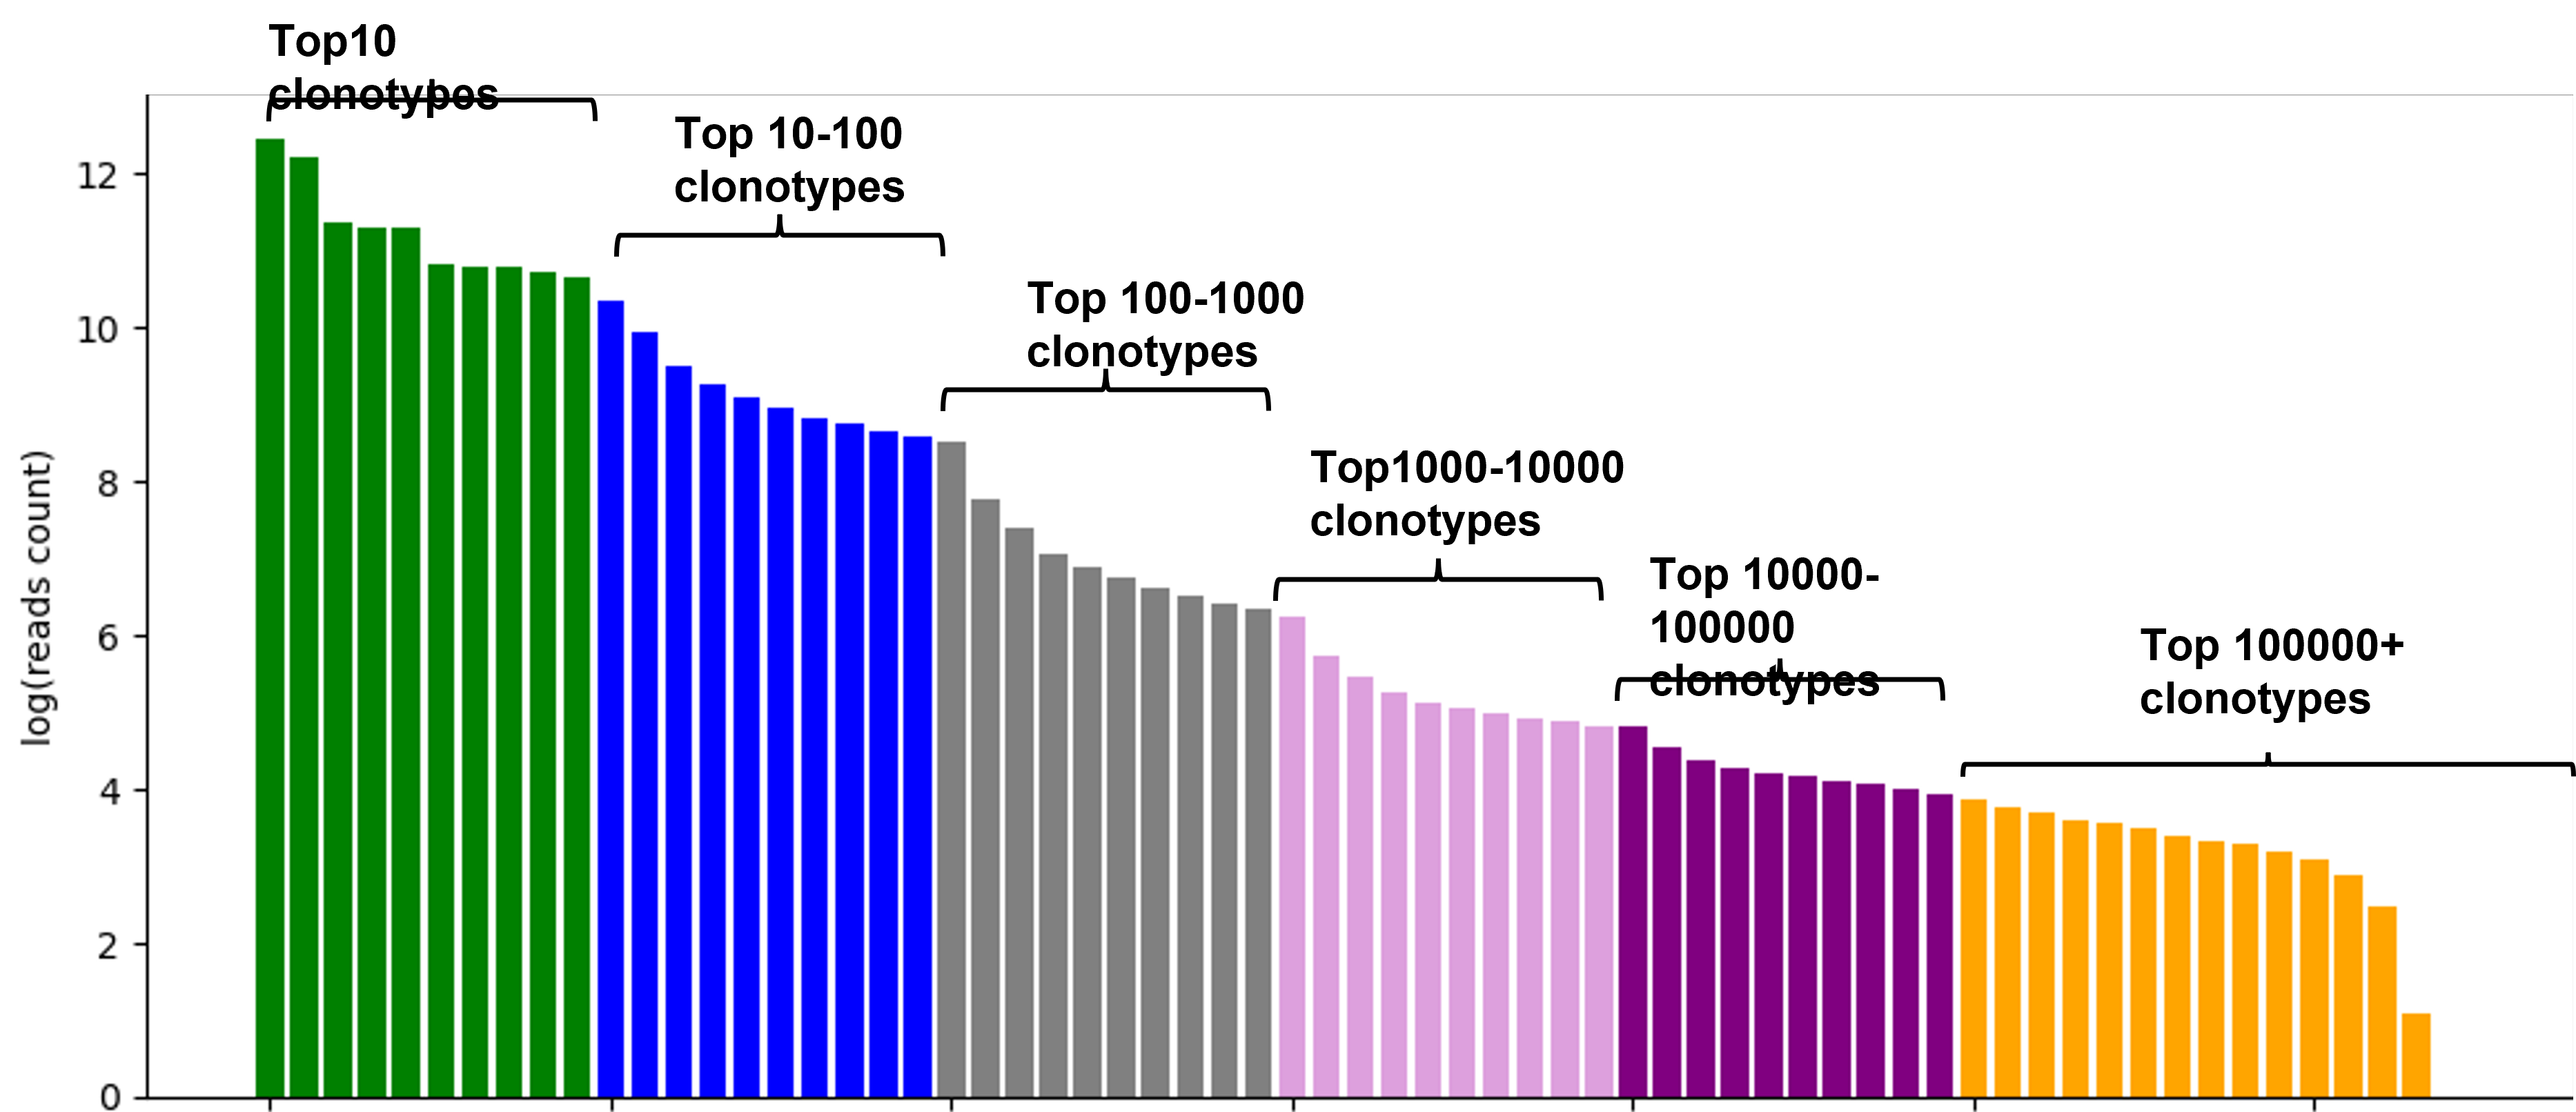 Top10
clonotypes
Top 10-100
clonotypes
Top 100-1000
clonotypes
Top1000-10000
clonotypes
Top 10000-
100000
clonotypes
Top 100000+
clonotypes
log(reads count)
12
10
8
6
4
2
0